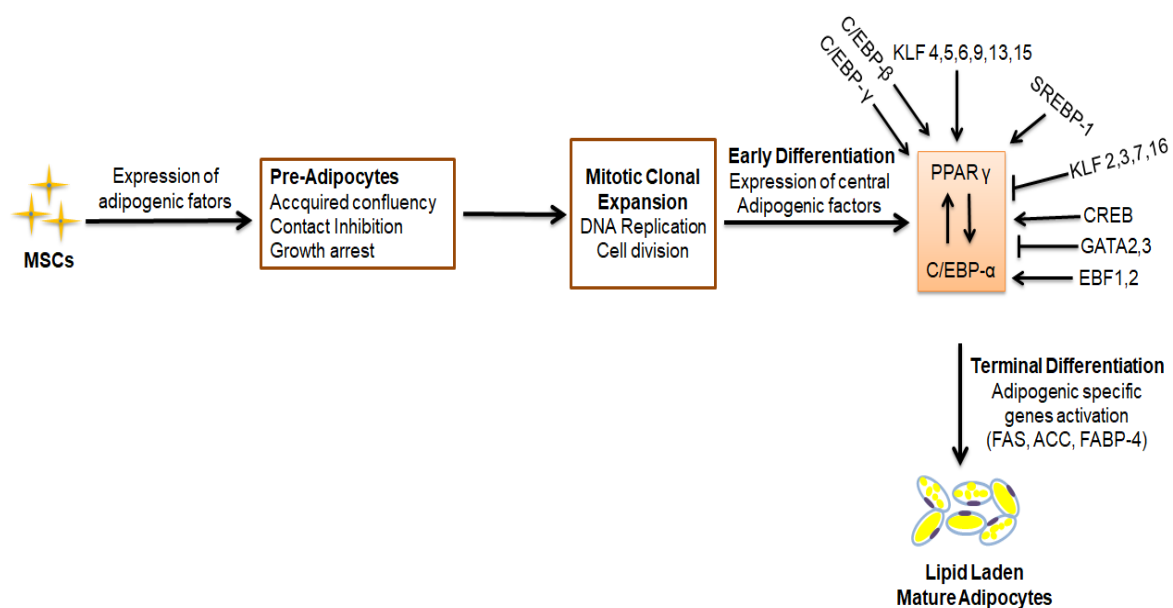 MSCs
Expression of
adipogenic fators
Pre-Adipocytes
Accquired confluency
Contact Inhibition
Growth arrest
Mitotic Clonal
Expansion
DNA Replication
Cell division
Early Differentiation
Expression of central
Adipogenic factors
C/EBP-γ
C/EBP-β
KLF 4,5,6,9,13,15
SREBP-1
KLF 2,3,7,16
CREB
GATA2,3
EBF1,2
PPAR γ
C/EBP-α
Terminal Differentiation
Adipogenic specific
genes activation
(FAS, ACC, FABP-4)
Lipid Laden
Mature Adipocytes